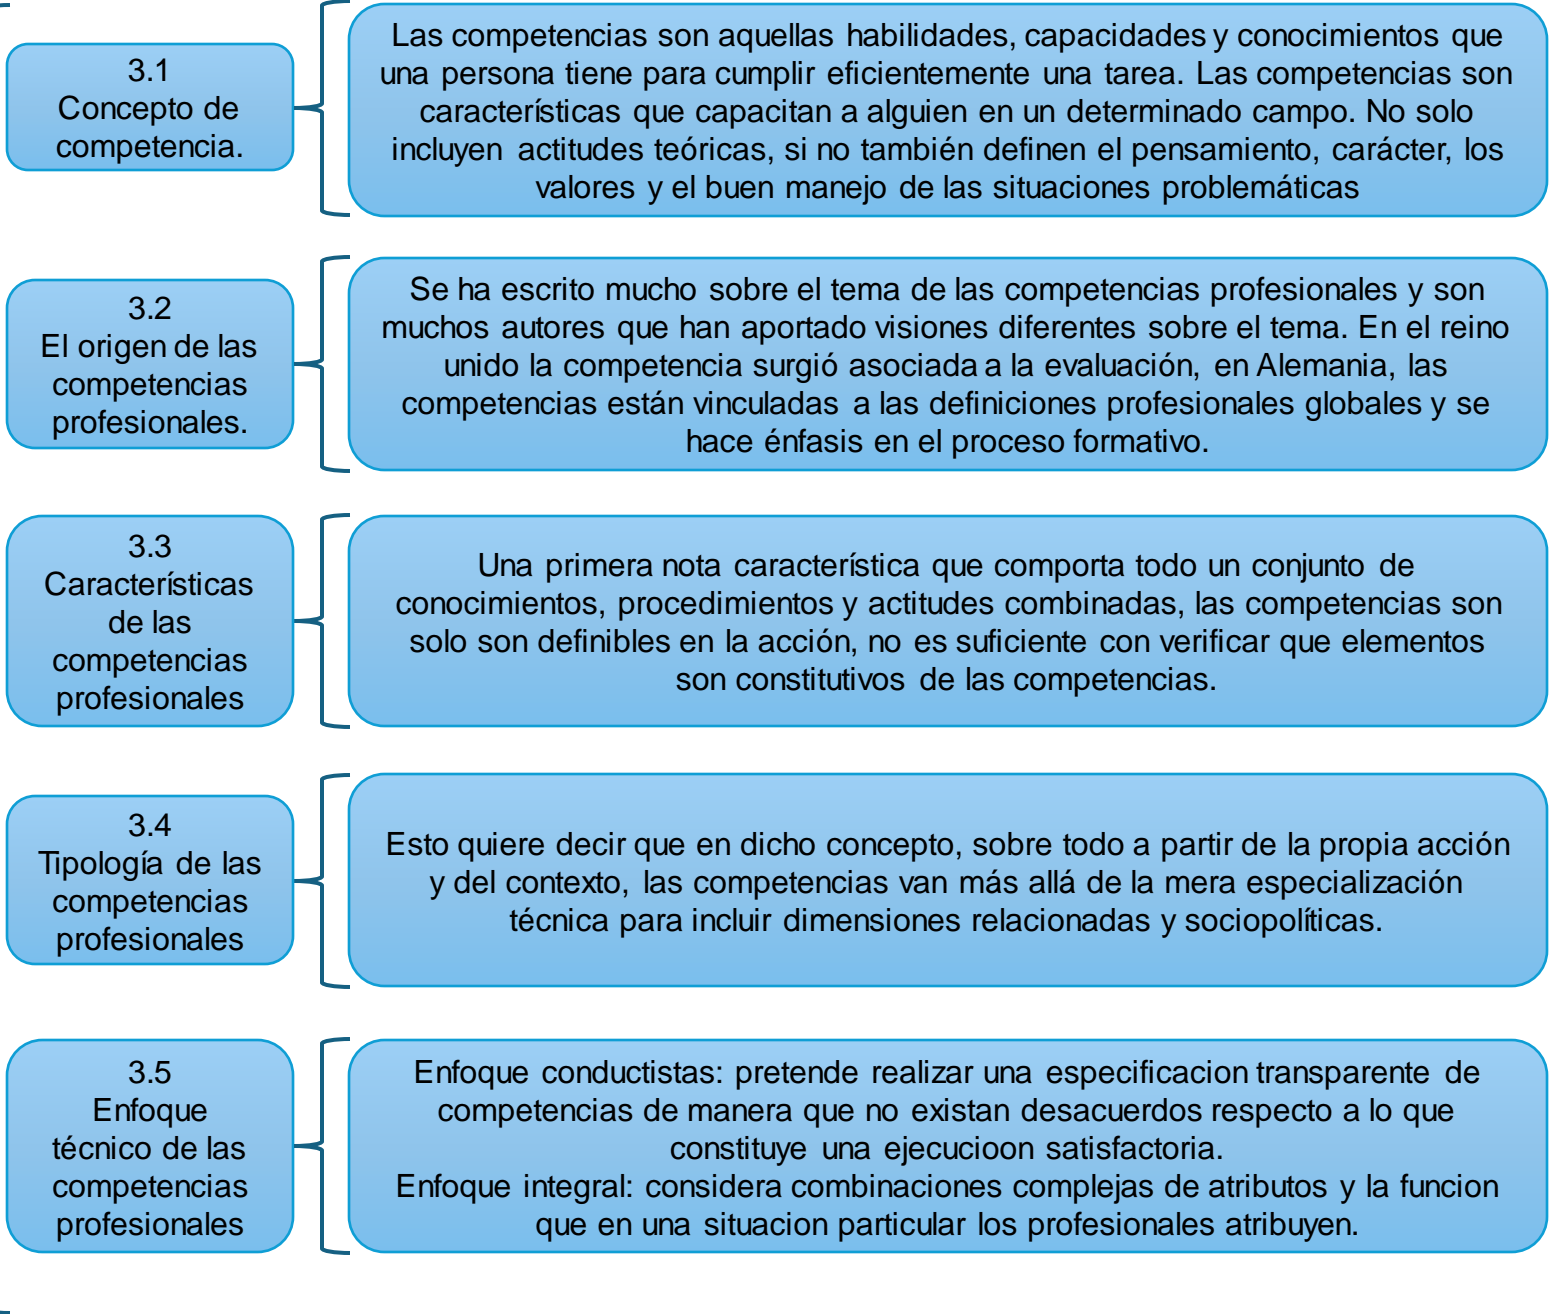 3.1
Concepto de
competencia.
Las competencias son aquellas habilidades, capacidades y conocimientos que
una persona tiene para cumplir eficientemente una tarea. Las competencias son
características que capacitan a alguien en un determinado campo. No solo
incluyen actitudes teóricas, si no también definen el pensamiento, carácter, los
valores y el buen manejo de las situaciones problemáticas
3.2
El origen de las
competencias
profesionales.
Se ha escrito mucho sobre el tema de las competencias profesionales y son
muchos autores que han aportado visiones diferentes sobre el tema. En el reino
unido la competencia surgió asociada a la evaluación, en Alemania, las
competencias están vinculadas a las definiciones profesionales globales y se
hace énfasis en el proceso formativo.
3.3
Características
de las
competencias
profesionales
Una primera nota característica que comporta todo un conjunto de
conocimientos, procedimientos y actitudes combinadas, las competencias son
solo son definibles en la acción, no es suficiente con verificar que elementos
son constitutivos de las competencias.
3.4
Tipología de las
competencias
profesionales
Esto quiere decir que en dicho concepto, sobre todo a partir de la propia acción
y del contexto, las competencias van más allá de la mera especialización
técnica para incluir dimensiones relacionadas y sociopolíticas.
3.5
Enfoque
técnico de las
competencias
profesionales
Enfoque conductistas: pretende realizar una especificacion transparente de
competencias de manera que no existan desacuerdos respecto a lo que
constituye una ejecucioon satisfactoria.
Enfoque integral: considera combinaciones complejas de atributos y la funcion
que en una situacion particular los profesionales atribuyen.